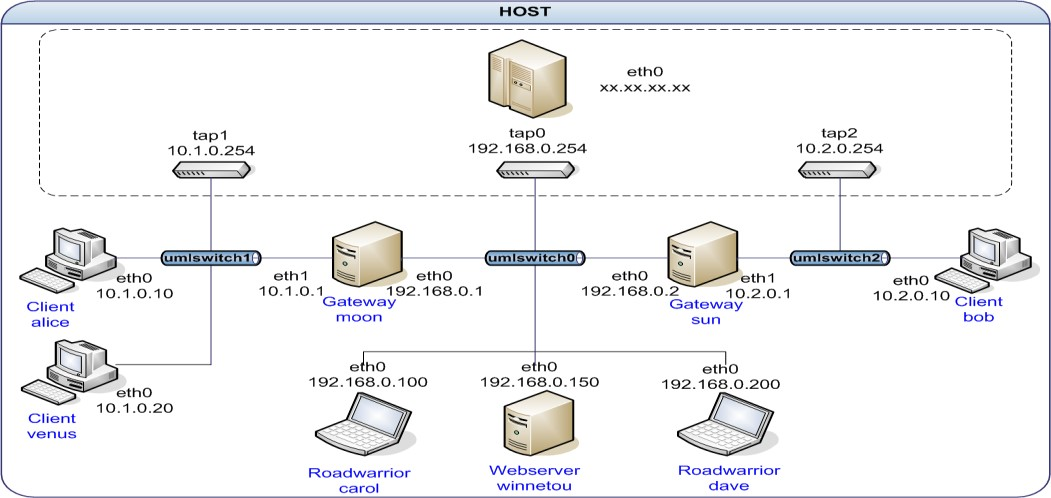 HOST
eth0
xx.xx.xx.xx
tap1
10.1.0.254
tap0
192.168.0.254
tap2
10.2.0.254
umlswitch1
umlswitch0
umlswitch2
eth0
10.1.0.10
Client
alice
eth1
10.1.0.1
Gateway
moon
eth0
192.168.0.1
eth0
192.168.0.2
Gateway
sun
eth1
10.2.0.1
eth0
10.2.0.10
Client
bob
eth0
10.1.0.20
Client
venus
eth0
192.168.0.100
Roadwarrior
carol
eth0
192.168.0.150
Webserver
winnetou
eth0
192.168.0.200
Roadwarrior
dave